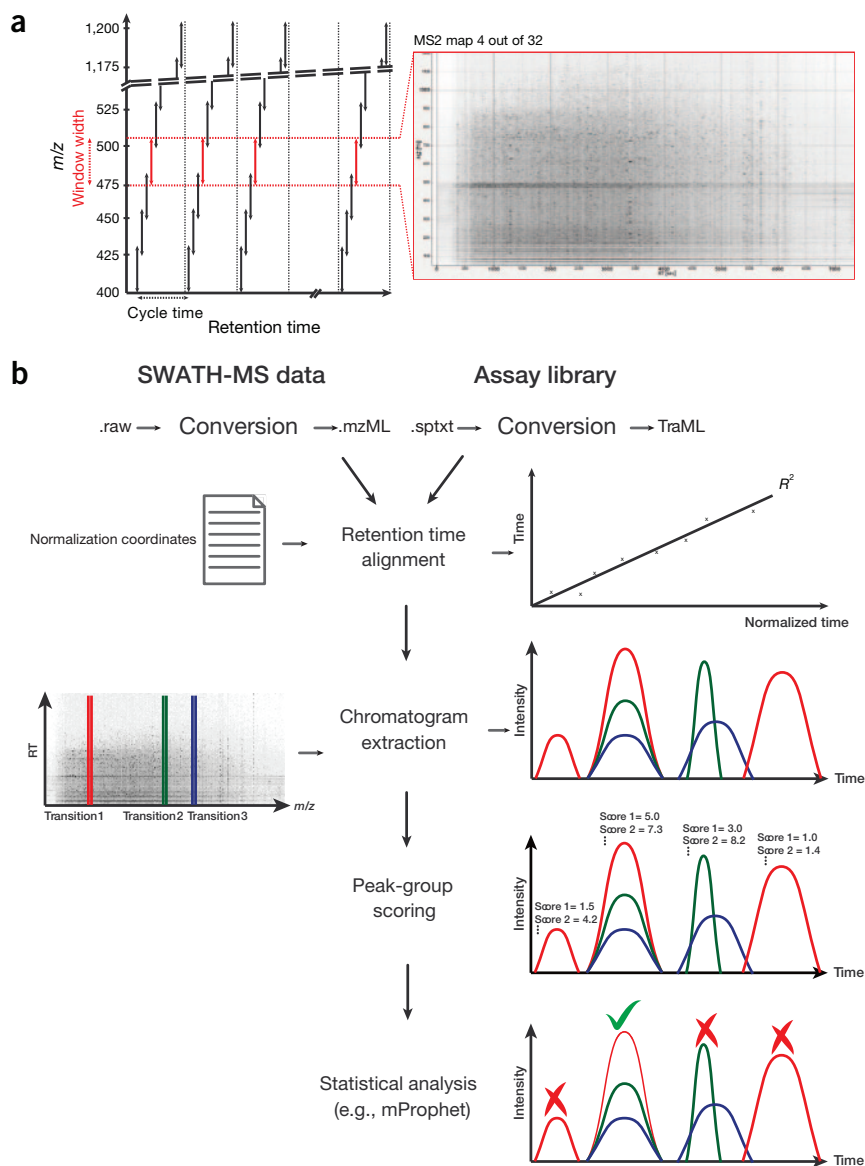 a
MS2 map 4 out of 32
1,200
1,175
525
500
475
450
425
400
m/z
Window width
Cycle time
Retention time
b
SWATH-MS data
Assay library
.raw
Conversion
.mzML
.sptxt
Conversion
TraML
Normalization coordinates
Retention time
alignment
Time
R²
Normalized time
RT
Transition1
Transition2
Transition3
m/z
Chromatogram
extraction
Intensity
Time
Peak-group
scoring
Intensity
Score 1= 1.5
Score 2 = 4.2
Score 1= 5.0
Score 2 = 7.3
Score 1= 3.0
Score 2 = 8.2
Score 1= 1.0
Score 2 = 1.4
Time
Statistical analysis
(e.g., mProphet)
Intensity
Time